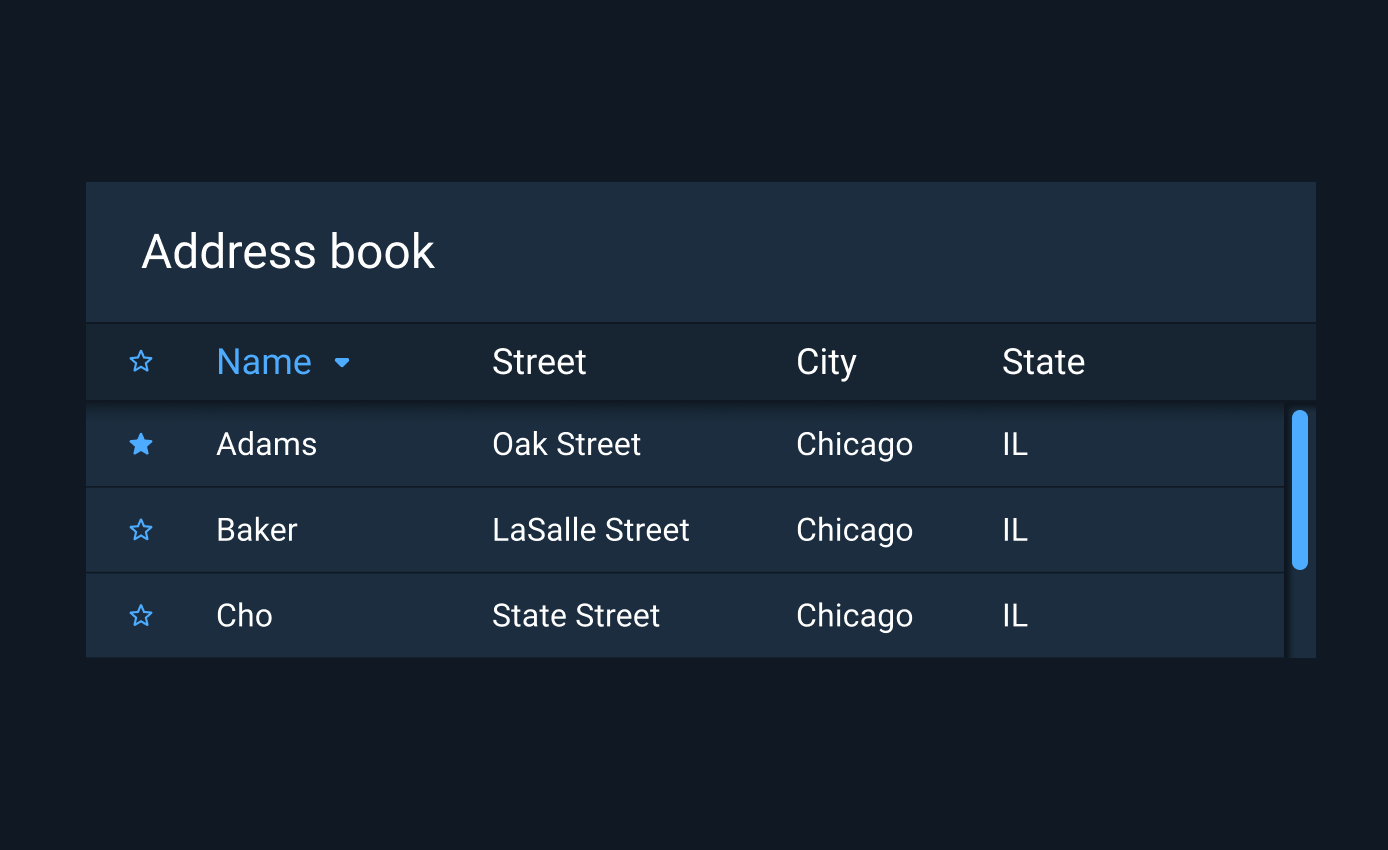 Address book
Name Street City State
Adams Oak Street Chicago IL
Baker LaSalle Street Chicago IL
Cho State Street Chicago IL